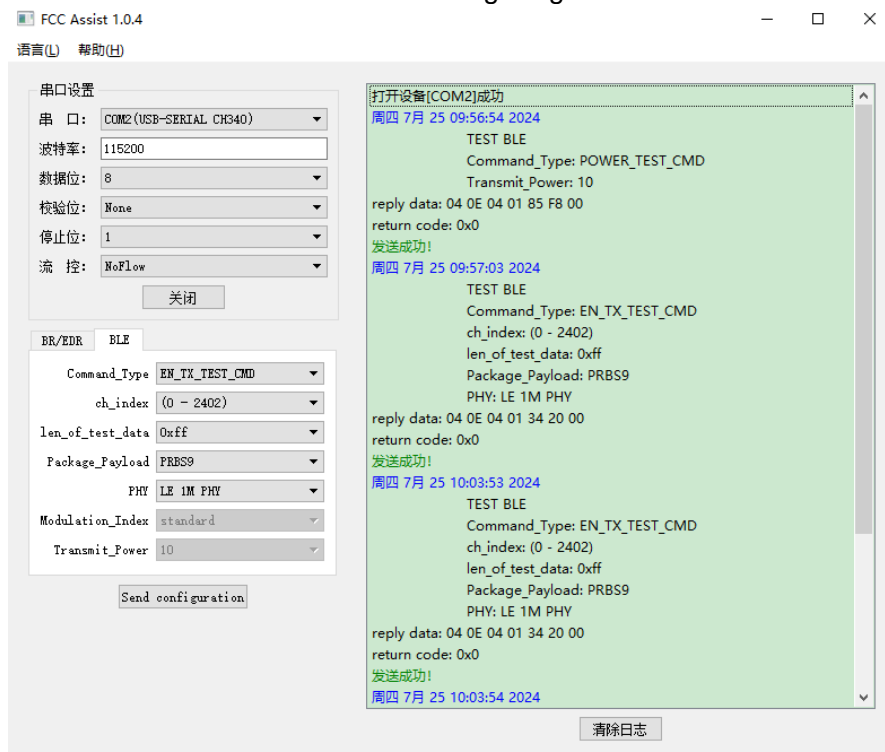 FCC Assist 1.0.4
语言(L) 帮助(H)
串口设置
串 口: COM2(USB-SERIAL CH340)
波特率: 115200
数据位: 8
校验位: None
停止位: 1
流 控: NoFlow
关闭
BR/EDR BLE
Command_Type EN_TX_TEST_CMD
ch_index (0 - 2402)
len_of_test_data 0xff
Package_Payload PRBS9
PHY LE 1M PHY
Modulation_Index standard
Transmit_Power 10
Send configuration
打开设备[COM2]成功
周四 7月 25 09:56:54 2024
TEST BLE
Command_Type: POWER_TEST_CMD
Transmit_Power: 10
reply data: 04 0E 04 01 85 F8 00
return code: 0x0
发送成功!
周四 7月 25 09:57:03 2024
TEST BLE
Command_Type: EN_TX_TEST_CMD
ch_index: (0 - 2402)
len_of_test_data: 0xff
Package_Payload: PRBS9
PHY: LE 1M PHY
reply data: 04 0E 04 01 34 20 00
return code: 0x0
发送成功!
周四 7月 25 10:03:53 2024
TEST BLE
Command_Type: EN_TX_TEST_CMD
ch_index: (0 - 2402)
len_of_test_data: 0xff
Package_Payload: PRBS9
PHY: LE 1M PHY
reply data: 04 0E 04 01 34 20 00
return code: 0x0
发送成功!
周四 7月 25 10:03:54 2024
清除日志